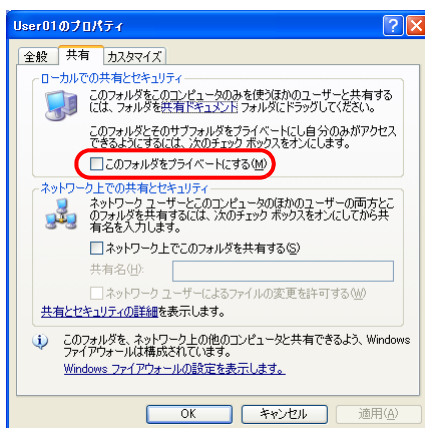 User01のプロパティ
全般 共有 カスタマイズ
ローカルでの共有とセキュリティ
このフォルダをこのコンピュータのみを使うほかのユーザーと共有する
には、フォルダを共有ドキュメント フォルダにドラッグしてください。
このフォルダとそのサブフォルダをプライベートにし自分のみがアクセス
できるようにするには、次のチェック ボックスをオンにします。
このフォルダをプライベートにする(M)
ネットワーク上での共有とセキュリティ
ネットワーク ユーザーとこのコンピュータのほかのユーザーの両方とこ
のフォルダを共有するには、次のチェック ボックスをオンにしてから共
有名を入力します。
ネットワーク上でこのフォルダを共有する(S)
共有名(H):
ネットワーク ユーザーによるファイルの変更を許可する(W)
共有とセキュリティの詳細を表示します。
このフォルダを、ネットワーク上の他のコンピュータと共有できるよう、Windows
ファイアウォールは構成されています。
Windows ファイアウォールの設定を表示します。
OK キャンセル 適用(A)